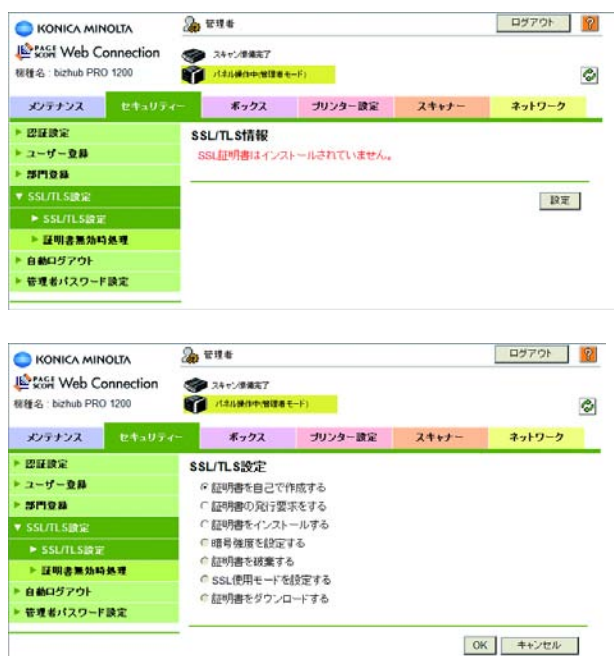 KONICA MINOLTA
管理者
ログアウト
?
PAGE SCOPE Web Connection
スキャン準備完了
機種名 : bizhub PRO 1200
パネル操作中(管理者モード)
メンテナンス
セキュリティー
ボックス
プリンター設定
スキャナー
ネットワーク
認証設定
ユーザー登録
部門登録
SSL/TLS設定
SSL/TLS設定
証明書無効時処理
自動ログアウト
管理者パスワード設定
SSL/TLS情報
SSL証明書はインストールされていません。
設定
KONICA MINOLTA
管理者
ログアウト
?
PAGE SCOPE Web Connection
スキャン準備完了
機種名 : bizhub PRO 1200
パネル操作中(管理者モード)
メンテナンス
セキュリティー
ボックス
プリンター設定
スキャナー
ネットワーク
認証設定
ユーザー登録
部門登録
SSL/TLS設定
SSL/TLS設定
証明書無効時処理
自動ログアウト
管理者パスワード設定
SSL/TLS設定
証明書を自己で作成する
証明書の発行要求をする
証明書をインストールする
暗号強度を設定する
証明書を破棄する
SSL使用モードを設定する
証明書をダウンロードする
OK
キャンセル